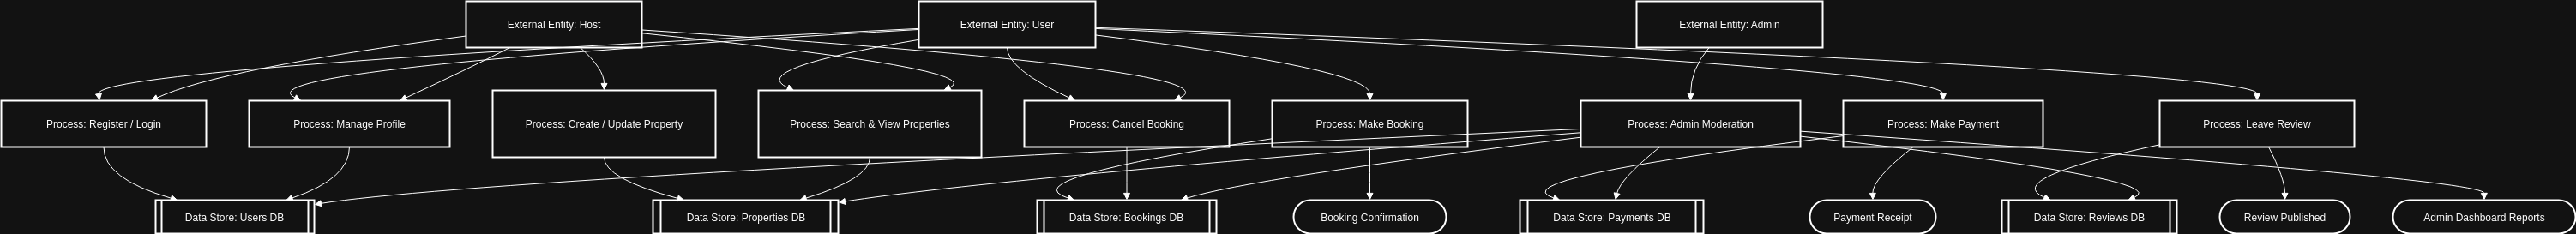 External Entity: Host
External Entity: User
External Entity: Admin
Process: Register / Login
Process: Manage Profile
Process: Create / Update Property
Process: Search & View Properties
Process: Cancel Booking
Process: Make Booking
Process: Admin Moderation
Process: Make Payment
Process: Leave Review
Data Store: Users DB
Data Store: Properties DB
Data Store: Bookings DB
Booking Confirmation
Data Store: Payments DB
Payment Receipt
Data Store: Reviews DB
Review Published
Admin Dashboard Reports